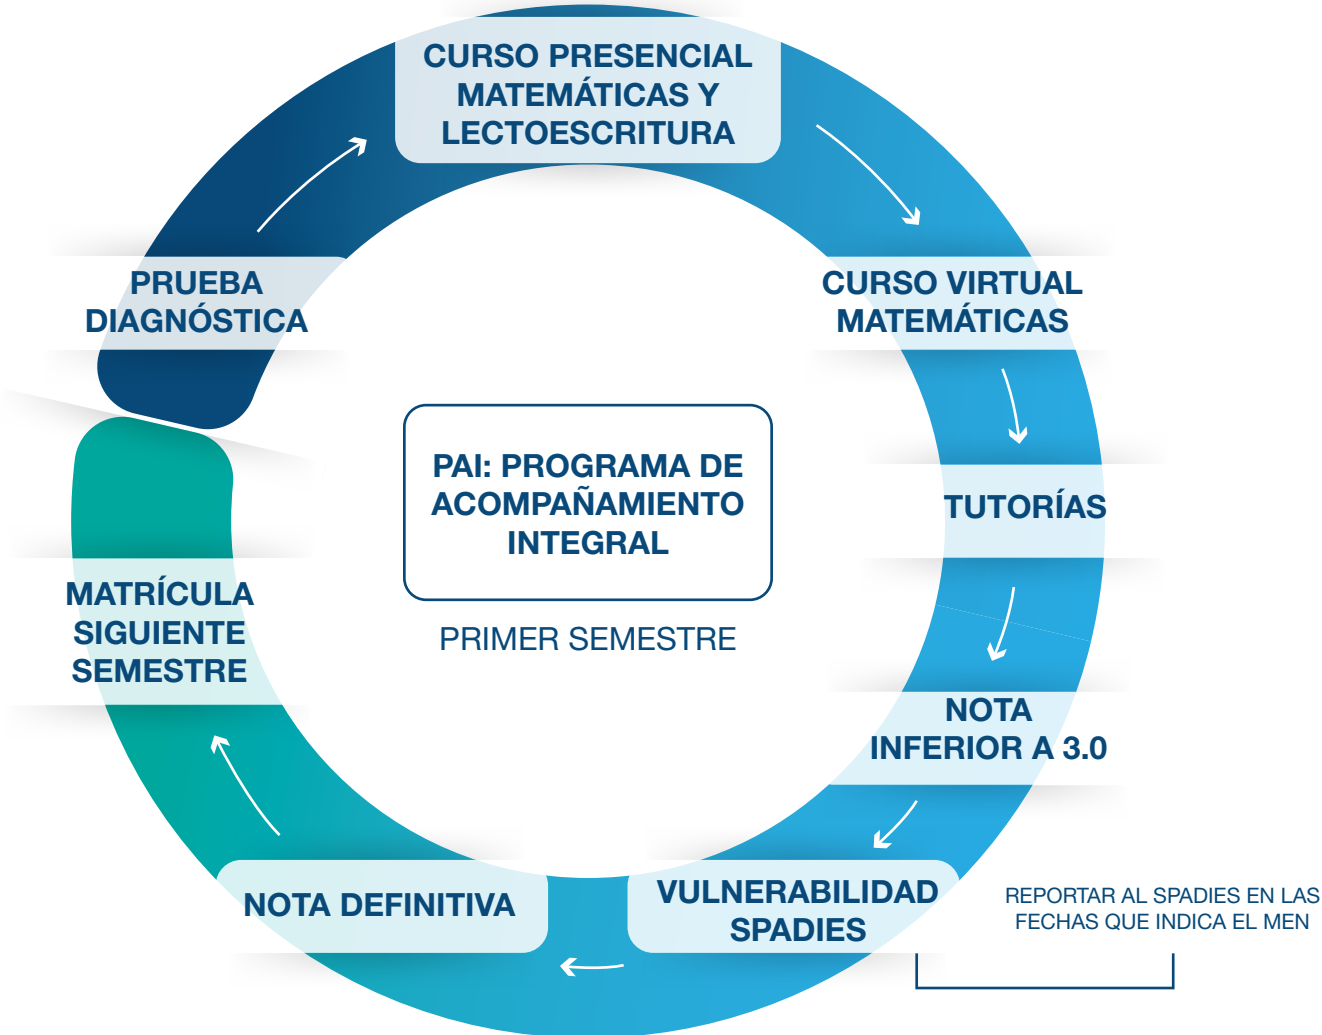 CURSO PRESENCIAL
MATEMÁTICAS Y
LECTOESCRITURA
PRUEBA
DIAGNÓSTICA
CURSO VIRTUAL
MATEMÁTICAS
PAI: PROGRAMA DE
ACOMPAÑAMIENTO
INTEGRAL
PRIMER SEMESTRE
TUTORÍAS
MATRÍCULA
SIGUIENTE
SEMESTRE
NOTA
INFERIOR A 3.0
NOTA DEFINITIVA
VULNERABILIDAD
SPADIES
REPORTAR AL SPADIES EN LAS
FECHAS QUE INDICA EL MEN